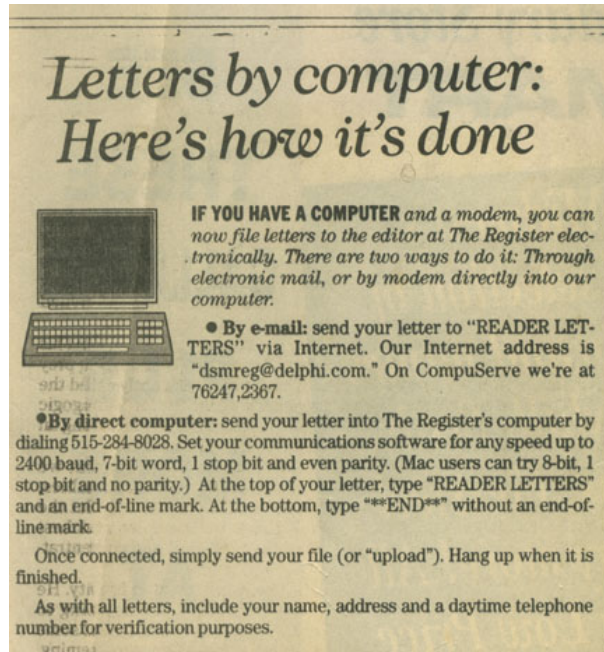 Letters by computer:
Here's how it's done
IF YOU HAVE A COMPUTER and a modem, you can
now file letters to the editor at The Register elec-
tronically. There are two ways to do it: Through
electronic mail, or by modem directly into our
computer.
● By e-mail: send your letter to "READER LET-
TERS" via Internet. Our Internet address is
"dsmreg@delphi.com." On CompuServe we're at
76247,2367.
●By direct computer: send your letter into The Register's computer by
dialing 515-284-8028. Set your communications software for any speed up to
2400 baud, 7-bit word, 1 stop bit and even parity. (Mac users can try 8-bit, 1
stop bit and no parity.) At the top of your letter, type "READER LETTERS"
and an end-of-line mark. At the bottom, type "**END**" without an end-of-
line mark.
Once connected, simply send your file (or "upload"). Hang up when it is
finished.
As with all letters, include your name, address and a daytime telephone
number for verification purposes.